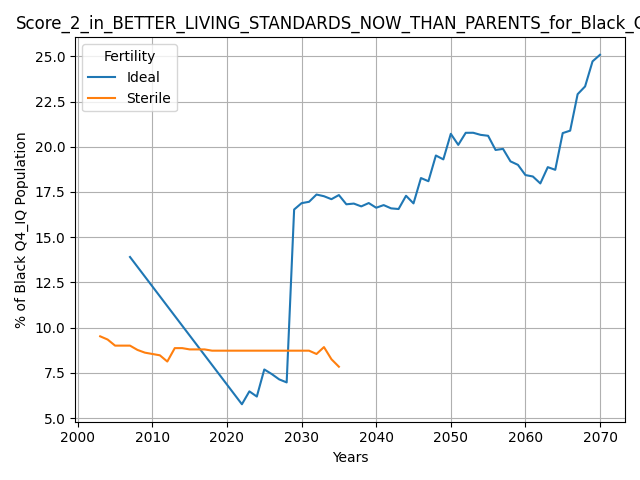 Score_2_in_BETTER_LIVING_STANDARDS_NOW_THAN_PARENTS_for_Black_
Fertility
Ideal
Sterile
% of Black Q4_IQ Population
25.0
22.5
20.0
17.5
15.0
12.5
10.0
7.5
5.0
2000 2010 2020 2030 2040 2050 2060 2070
Years